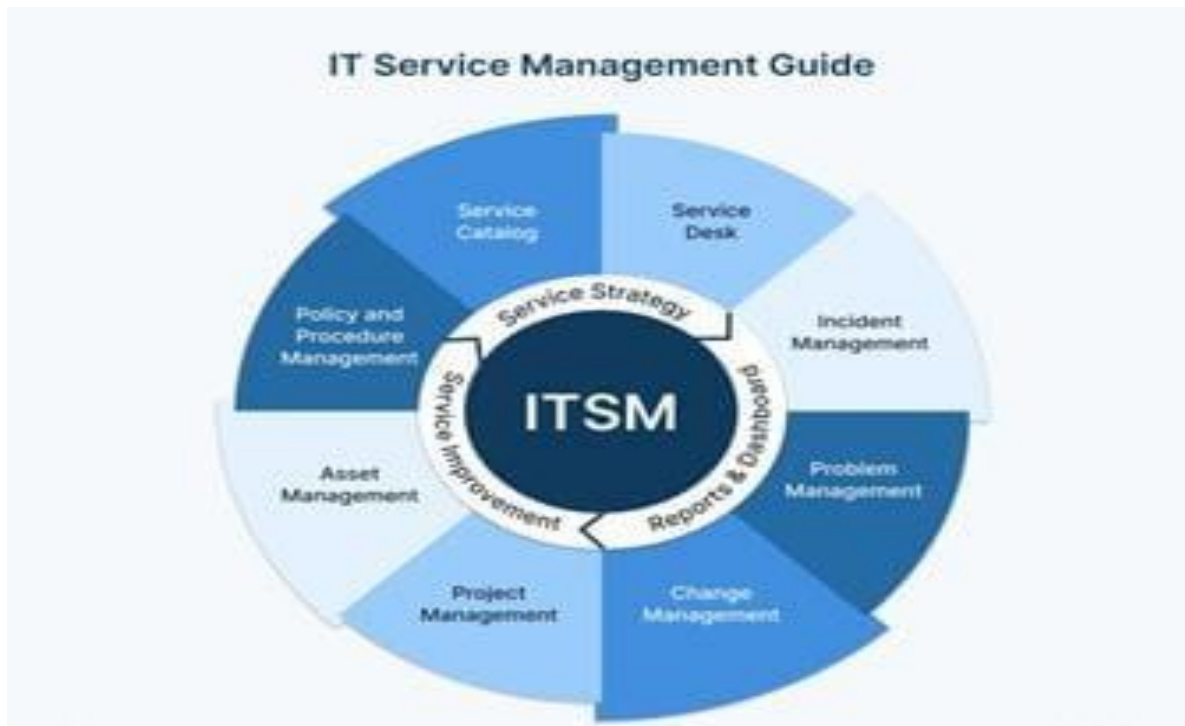 IT Service Management Guide
Service
Catalog
Service
Desk
Policy and
Procedure
Management
Incident
Management
Service Strategy
ITSM
Service Improvement
Reports & Dashboard
Asset
Management
Problem
Management
Project
Management
Change
Management